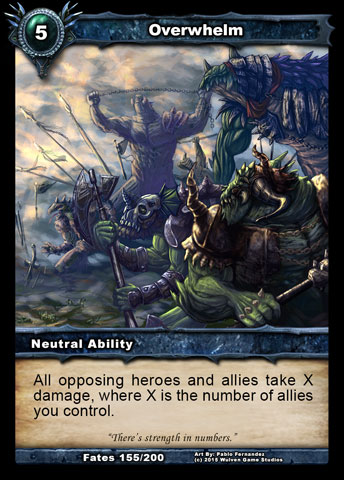 5
Overwhelm
Neutral Ability
All opposing heroes and allies take X
damage, where X is the number of allies
you control.
"There's strength in numbers."
Fates 155/200
Art By: Pablo Fernandez
(c) 2015 Wulven Game Studios